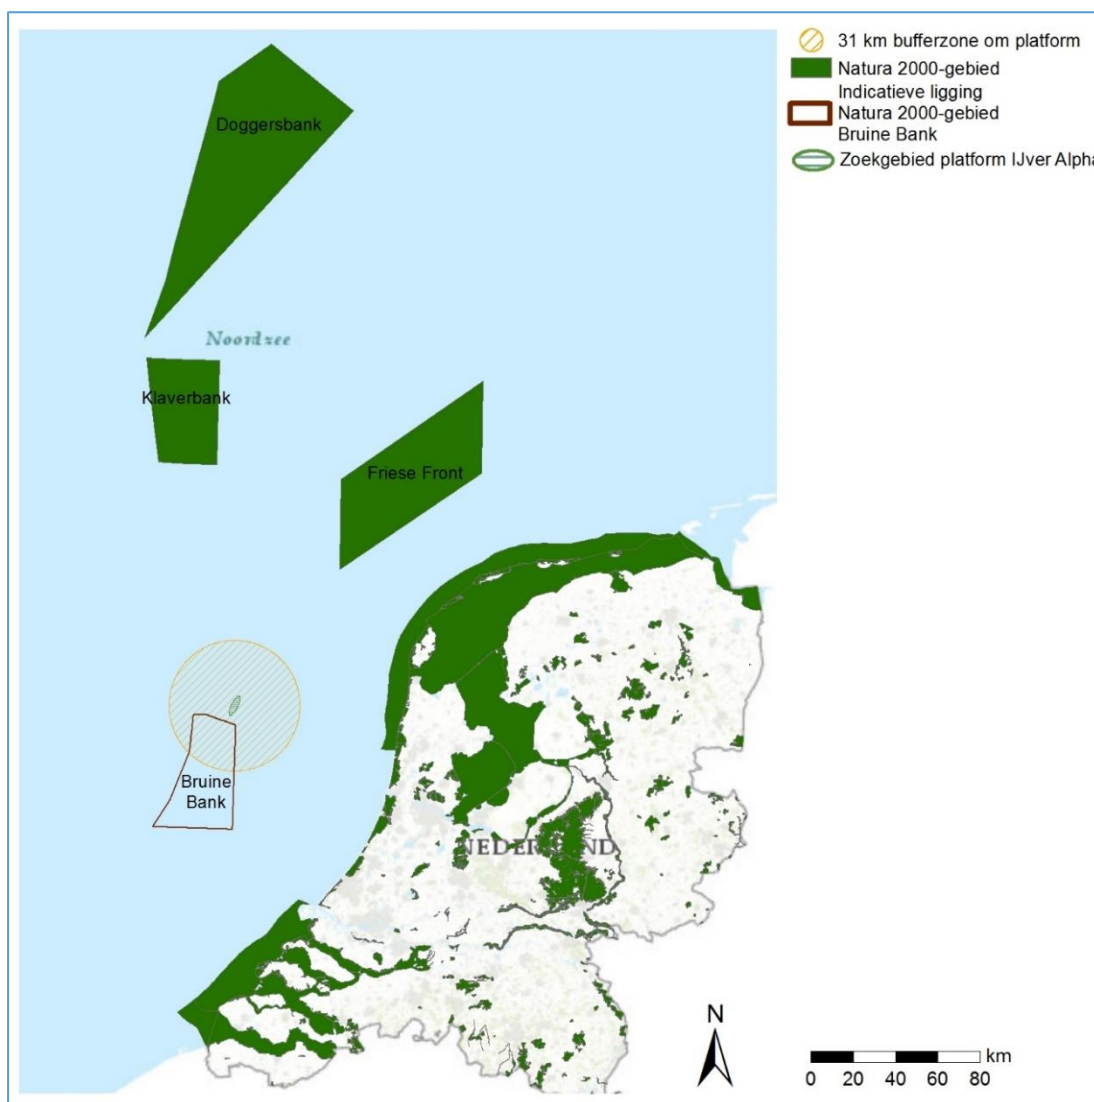 31 km bufferzone om platform
Natura 2000-gebied
Indicatieve ligging
Natura 2000-gebied
Bruine Bank
Zoekgebied platform IJver Alpha
Doggersbank
Noordzee
Klaverbank
Friese Front
Bruine
Bank
NEDERLAND
N
km
0 20 40 60 80